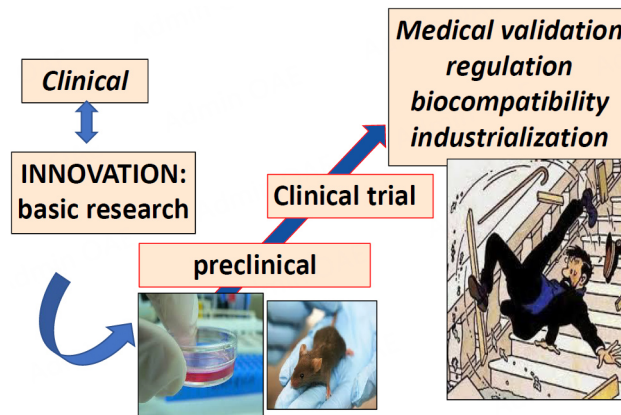 Clinical
INNOVATION:
basic research
preclinical
Clinical trial
Medical validation
regulation
biocompatibility
industrialization